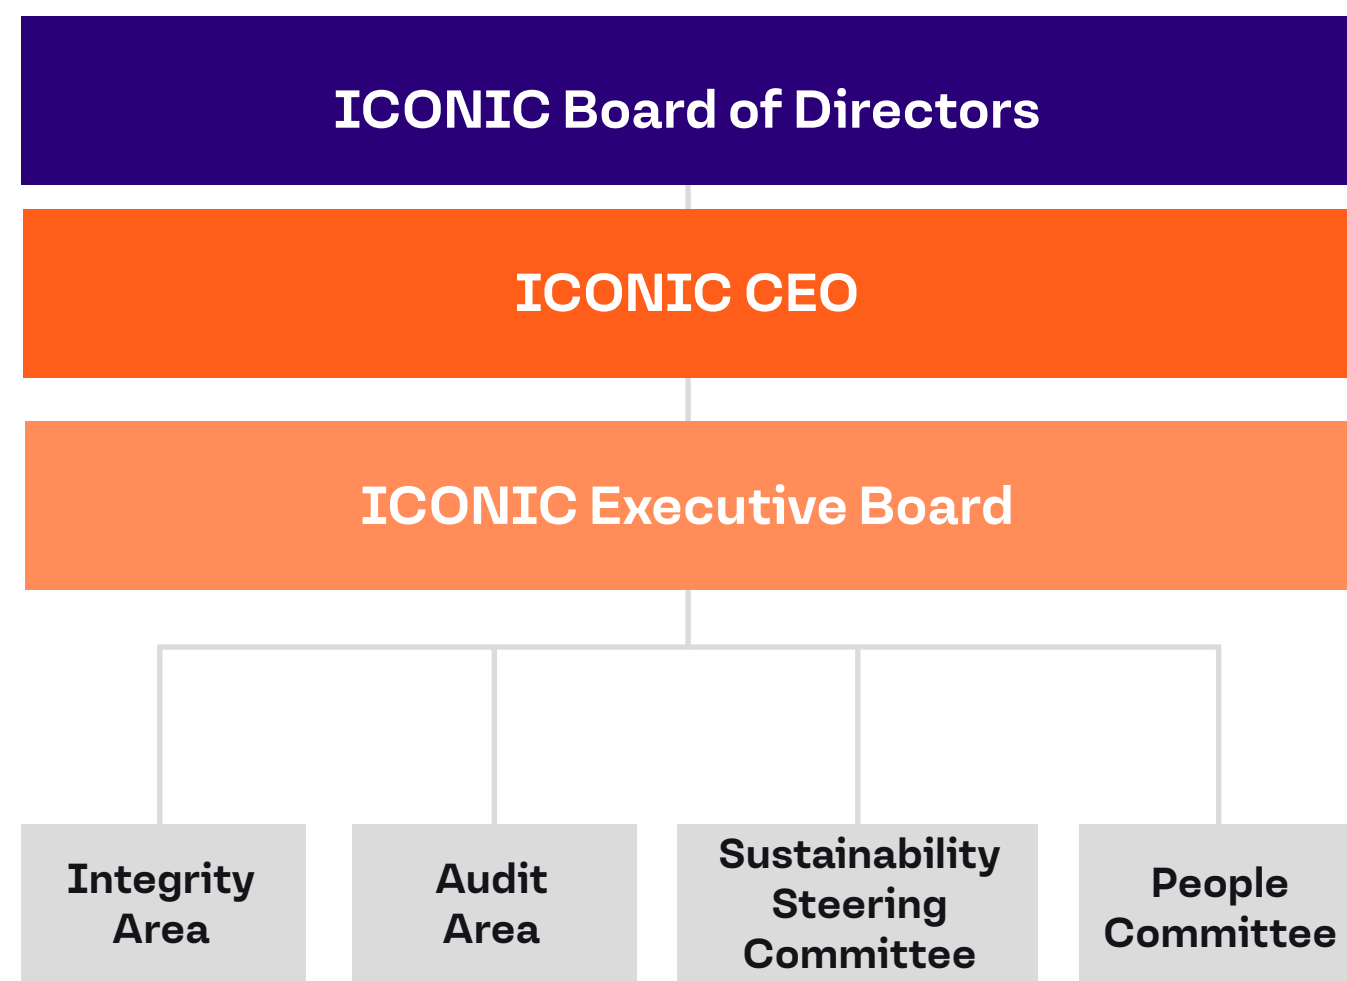 ICONIC Board of Directors
ICONIC CEO
ICONIC Executive Board
Integrity
Area
Audit
Area
Sustainability
Steering
Committee
People
Committee